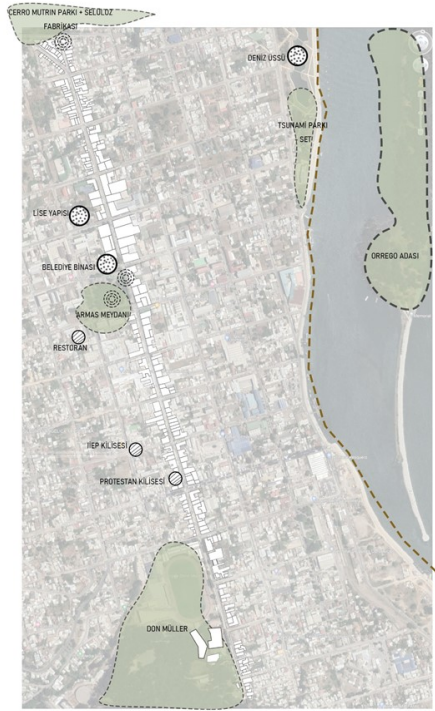 CERRO MUTRIN PARKI + SELÜLOZ
FABRİKASI
DENİZ ÜSSÜ
TSUNAMİ PARKI
SET
LİSE YAPISI
BELEDİYE BİNASI
ORREGO ADASI
ARMAS MEYDANI
RESTORAN
IIEP KİLİSESİ
PROTESTAN KİLİSESİ
DON MÜLLER